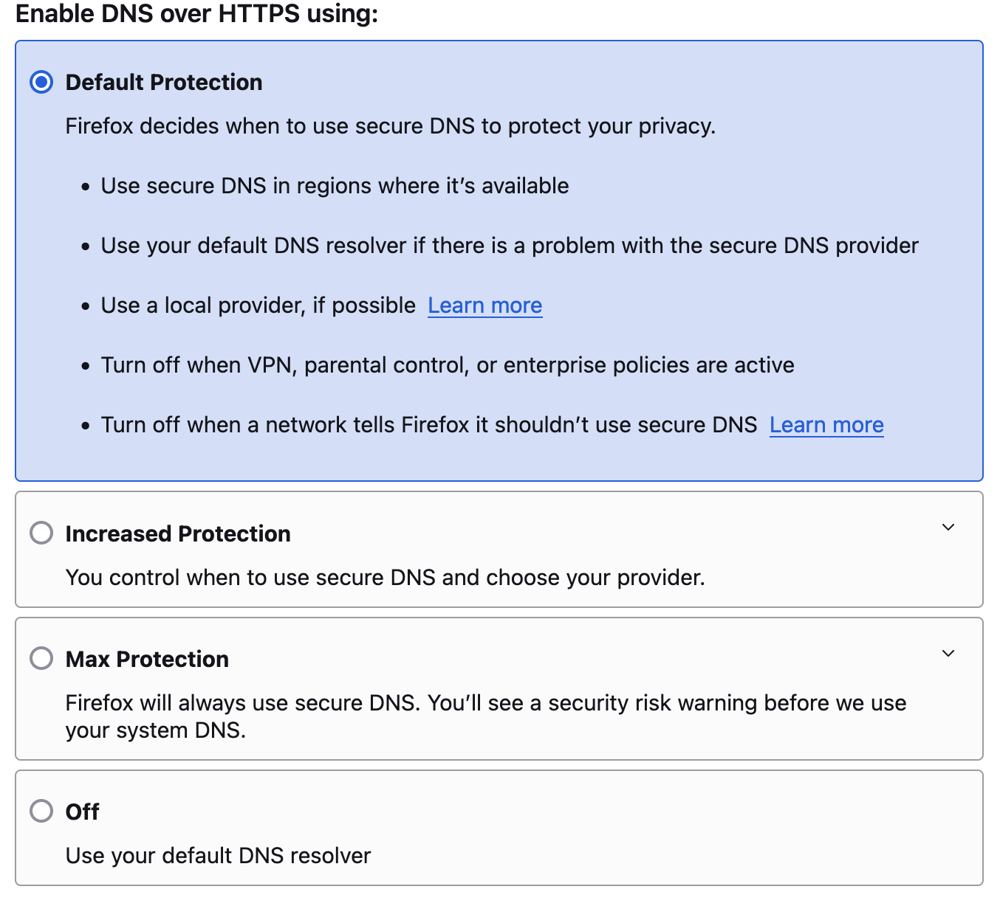 Enable DNS over HTTPS using:
Default Protection
Firefox decides when to use secure DNS to protect your privacy.
• Use secure DNS in regions where it’s available
• Use your default DNS resolver if there is a problem with the secure DNS provider
• Use a local provider, if possible Learn more
• Turn off when VPN, parental control, or enterprise policies are active
• Turn off when a network tells Firefox it shouldn’t use secure DNS Learn more
Increased Protection
You control when to use secure DNS and choose your provider.
Max Protection
Firefox will always use secure DNS. You’ll see a security risk warning before we use
your system DNS.
Off
Use your default DNS resolver